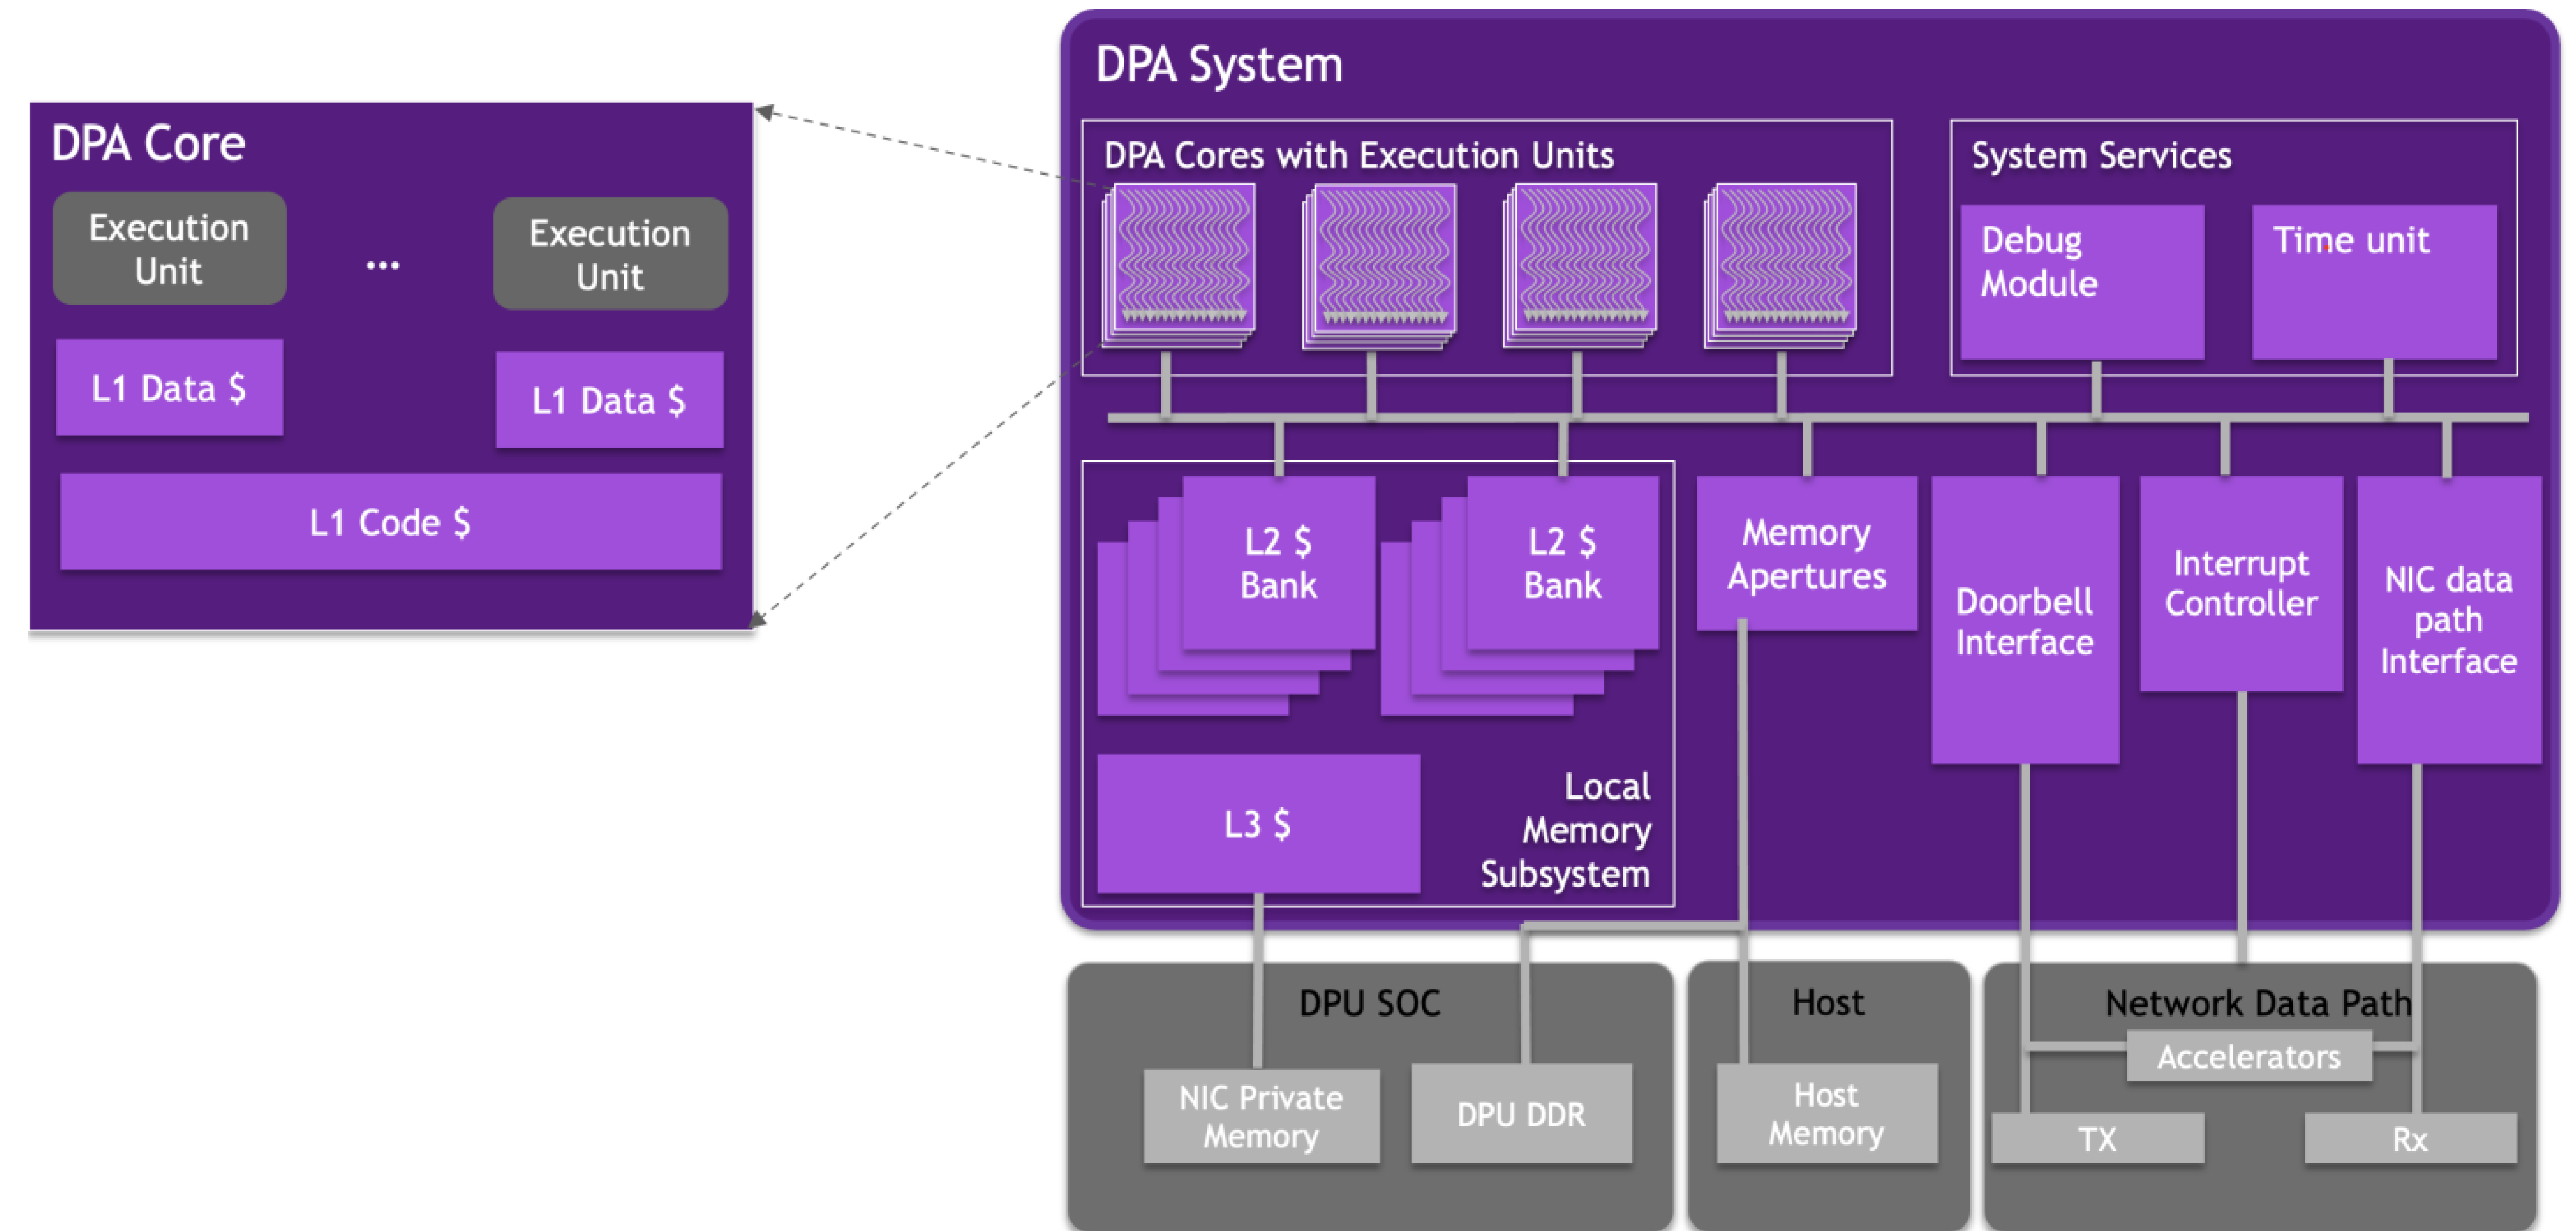 DPA Core
Execution
Unit
...
Execution
Unit
L1 Data $
L1 Data $
L1 Code $
DPA System
DPA Cores with Execution Units
System Services
Debug
Module
Time unit
L2 $
Bank
L2 $
Bank
Memory
Apertures
Doorbell
Interface
Interrupt
Controller
NIC data
path
Interface
L3 $
Local
Memory
Subsystem
DPU SOC
NIC Private
Memory
DPU DDR
Host
Host
Memory
Network Data Path
Accelerators
TX
Rx